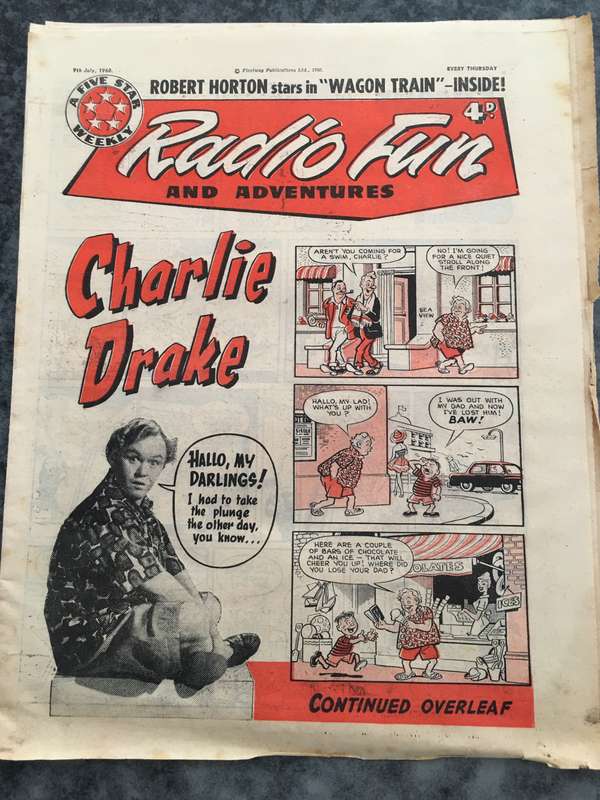 9th July, 1960.
© Fleetway Publications Ltd., 1960.
EVERY THURSDAY
A FIVE STAR WEEKLY
ROBERT HORTON stars in "WAGON TRAIN"-INSIDE!
4D.
Radio Fun
AND ADVENTURES
Charlie
Drake
AREN'T YOU COMING FOR
A SWIM, CHARLIE?
NO! I'M GOING
FOR A NICE QUIET
STROLL ALONG
THE FRONT!
SEA
VIEW
HALLO, MY LAD!
WHAT'S UP WITH
YOU?
I WAS OUT WITH
MY DAD AND NOW
I'VE LOST HIM!
BAW!
HALLO, MY
DARLINGS!
I had to take
the plunge
the other day,
you know...
HERE ARE A COUPLE
OF BARS OF CHOCOLATE
AND AN ICE — THAT WILL
CHEER YOU UP! WHERE DID
YOU LOSE YOUR DAD?
OLATES
ICES
CONTINUED OVERLEAF